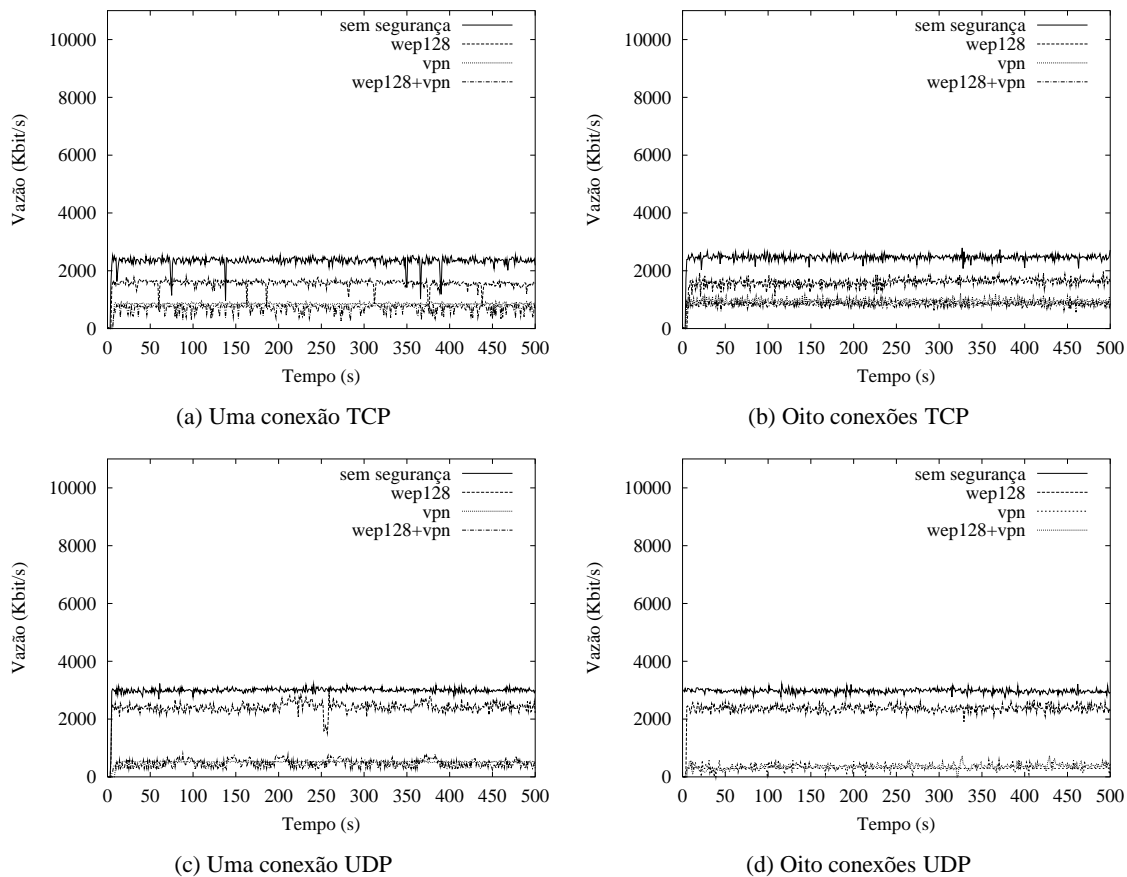 sem segurança
wep128
vpn
wep128+vpn
10000
8000
6000
4000
2000
0
Vazão (Kbit/s)
0 50 100 150 200 250 300 350 400 450 500
Tempo (s)
(a) Uma conexão TCP
sem segurança
wep128
vpn
wep128+vpn
10000
8000
6000
4000
2000
0
Vazão (Kbit/s)
0 50 100 150 200 250 300 350 400 450 500
Tempo (s)
(b) Oito conexões TCP
sem segurança
wep128
vpn
wep128+vpn
10000
8000
6000
4000
2000
0
Vazão (Kbit/s)
0 50 100 150 200 250 300 350 400 450 500
Tempo (s)
(c) Uma conexão UDP
sem segurança
wep128
vpn
wep128+vpn
10000
8000
6000
4000
2000
0
Vazão (Kbit/s)
0 50 100 150 200 250 300 350 400 450 500
Tempo (s)
(d) Oito conexões UDP